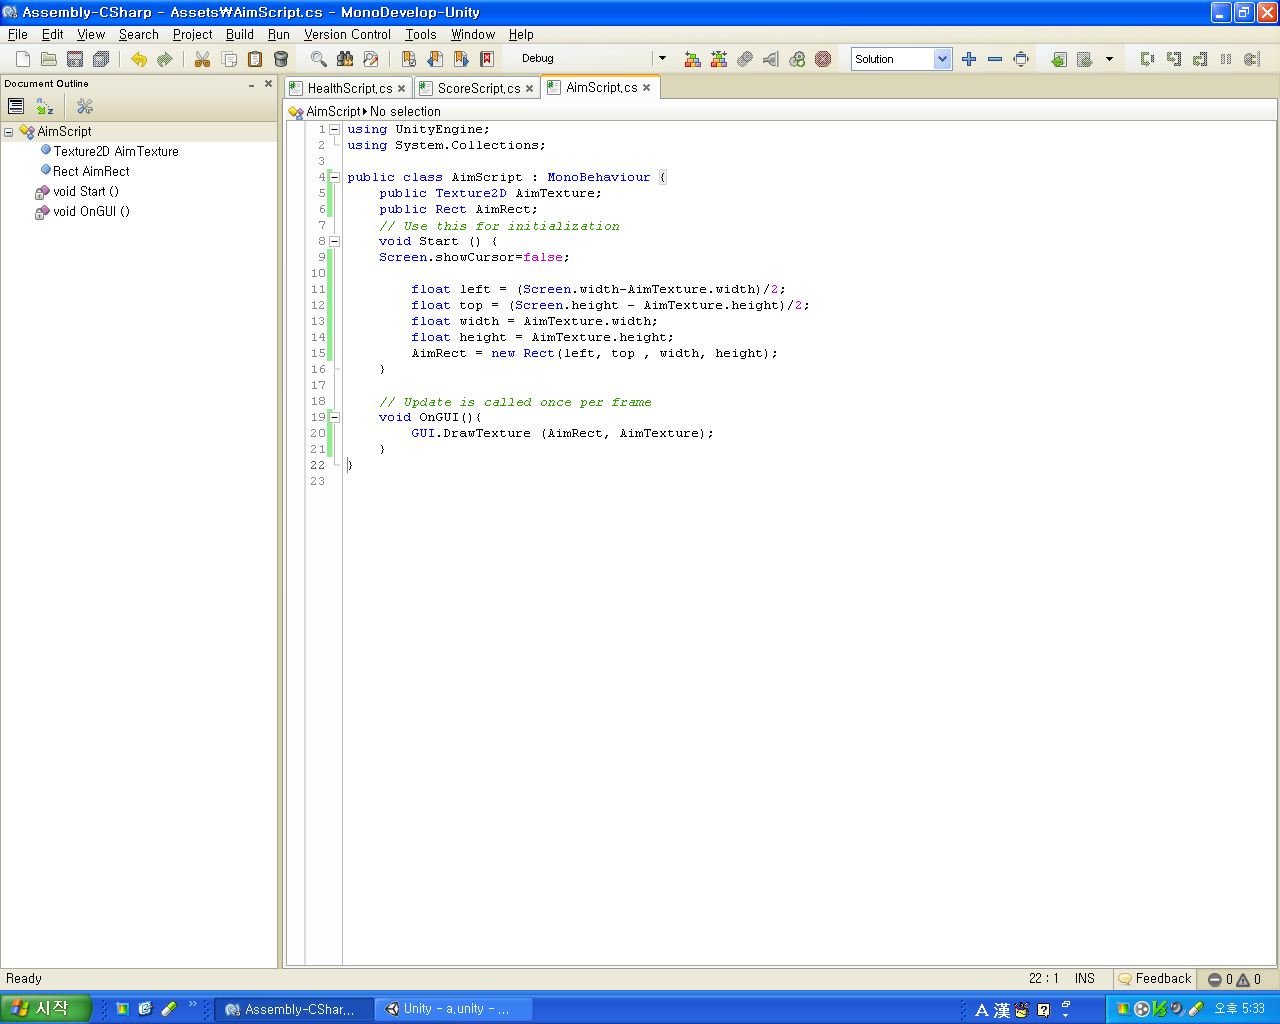 Assembly-CSharp - Assets₩AimScript.cs - MonoDevelop-Unity
File Edit View Search Project Build Run Version Control Tools Window Help
Debug
Solution
Document Outline
HealthScript.cs
ScoreScript.cs
AimScript.cs
AimScript
Texture2D AimTexture
Rect AimRect
void Start ()
void OnGUI ()
AimScript No selection
1 using UnityEngine;
2 using System.Collections;
3
4 public class AimScript : MonoBehaviour {
5 public Texture2D AimTexture;
6 public Rect AimRect;
7 // Use this for initialization
8 void Start () {
9 Screen.showCursor=false;
10
11 float left = (Screen.width-AimTexture.width)/2;
12 float top = (Screen.height - AimTexture.height)/2;
13 float width = AimTexture.width;
14 float height = AimTexture.height;
15 AimRect = new Rect(left, top , width, height);
16 }
17
18 // Update is called once per frame
19 void OnGUI(){
20 GUI.DrawTexture (AimRect, AimTexture);
21 }
22 }
23
Ready
22 : 1 INS
Feedback
0 0
시작
Assembly-CShar...
Unity - a.unity - ...
A 漢
오후 5:33